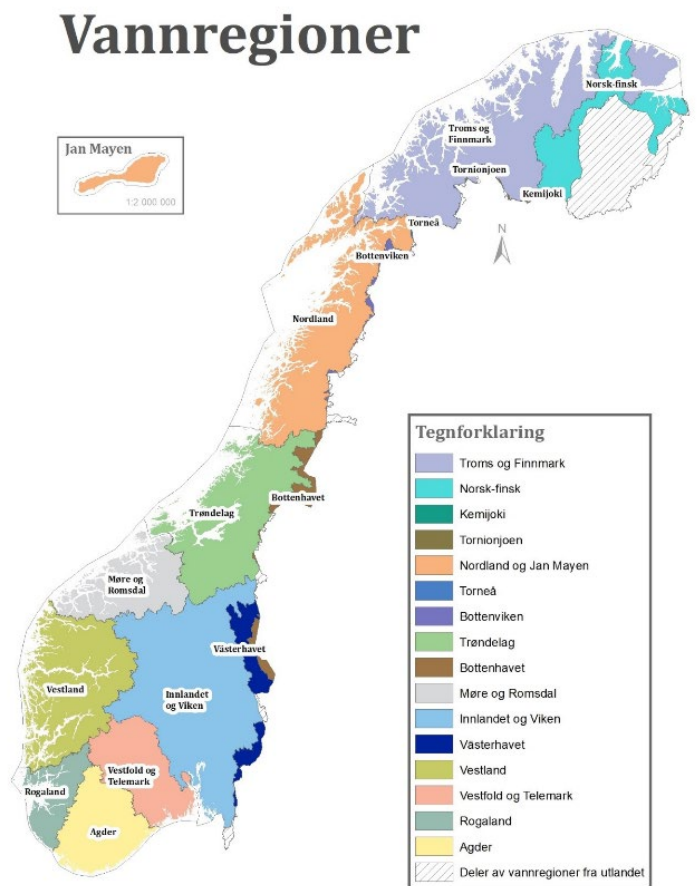 Vannregioner
Jan Mayen
1:2 000 000
Norsk-finsk
Troms og
Finnmark
Tornionjoen
Kemijoki
Torneå
N
Bottenviken
Nordland
Bottenhavet
Trøndelag
Møre og
Romsdal
Västerhavet
Vestland
Innlandet
og Viken
Vestfold og
Telemark
Rogaland
Agder
Tegnforklaring
Troms og Finnmark
Norsk-finsk
Kemijoki
Tornionjoen
Nordland og Jan Mayen
Torneå
Bottenviken
Trøndelag
Bottenhavet
Møre og Romsdal
Innlandet og Viken
Västerhavet
Vestland
Vestfold og Telemark
Rogaland
Agder
Deler av vannregioner fra utlandet